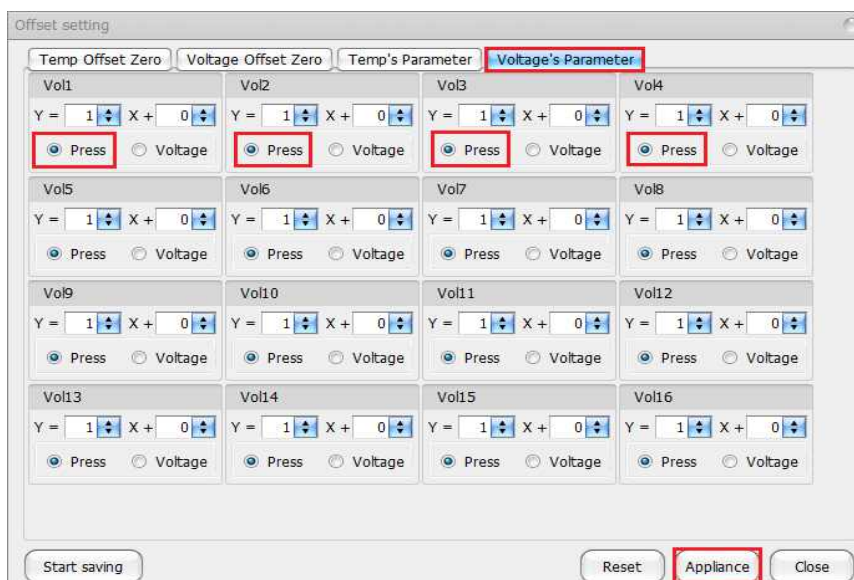 Offset setting
Temp Offset Zero Voltage Offset Zero Temp's Parameter Voltage's Parameter
Vol1 Vol2 Vol3 Vol4
Y = 1 X + 0 Y = 1 X + 0 Y = 1 X + 0 Y = 1 X + 0
Press Voltage Press Voltage Press Voltage Press Voltage
Vol5 Vol6 Vol7 Vol8
Y = 1 X + 0 Y = 1 X + 0 Y = 1 X + 0 Y = 1 X + 0
Press Voltage Press Voltage Press Voltage Press Voltage
Vol9 Vol10 Vol11 Vol12
Y = 1 X + 0 Y = 1 X + 0 Y = 1 X + 0 Y = 1 X + 0
Press Voltage Press Voltage Press Voltage Press Voltage
Vol13 Vol14 Vol15 Vol16
Y = 1 X + 0 Y = 1 X + 0 Y = 1 X + 0 Y = 1 X + 0
Press Voltage Press Voltage Press Voltage Press Voltage
Start saving Reset Appliance Close